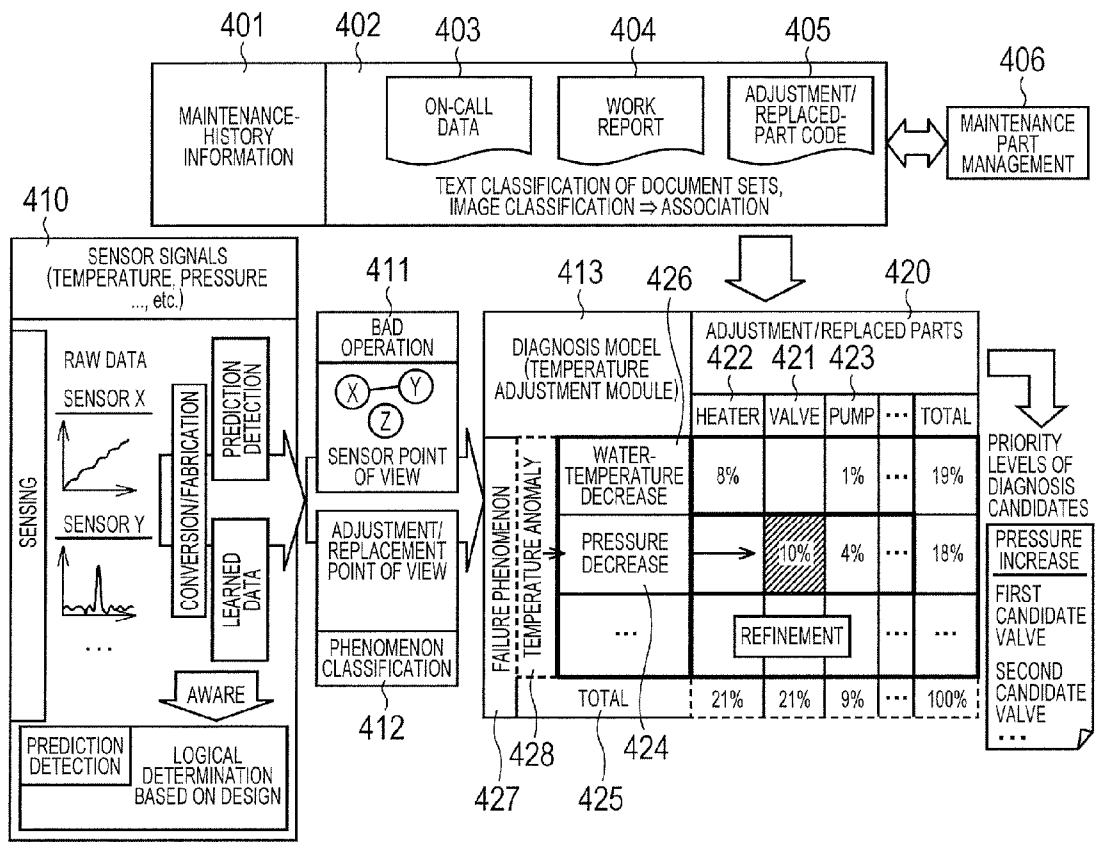 401
402
403
404
405
406
MAINTENANCE-
HISTORY
INFORMATION
ON-CALL
DATA
WORK
REPORT
ADJUSTMENT/
REPLACED-
PART CODE
MAINTENANCE
PART
MANAGEMENT
TEXT CLASSIFICATION OF DOCUMENT SETS,
IMAGE CLASSIFICATION ⇒ ASSOCIATION
410
SENSOR SIGNALS
(TEMPERATURE, PRESSURE
..., etc.)
SENSING
RAW DATA
SENSOR X
SENSOR Y
...
CONVERSION/FABRICATION
PREDICTION
DETECTION
LEARNED
DATA
AWARE
PREDICTION
DETECTION
LOGICAL
DETERMINATION
BASED ON DESIGN
411
BAD
OPERATION
X
Y
Z
SENSOR POINT
OF VIEW
ADJUSTMENT/
REPLACEMENT
POINT OF VIEW
PHENOMENON
CLASSIFICATION
412
413
426
420
DIAGNOSIS MODEL
(TEMPERATURE
ADJUSTMENT MODULE)
ADJUSTMENT/REPLACED PARTS
422
421
423
HEATER
VALVE
PUMP
...
TOTAL
FAILURE PHENOMENON
TEMPERATURE ANOMALY
WATER-
TEMPERATURE
DECREASE
8%
1%
...
19%
PRESSURE
DECREASE
10%
4%
...
18%
...
REFINEMENT
...
...
TOTAL
21%
21%
9%
...
100%
427
428
425
424
PRIORITY
LEVELS OF
DIAGNOSIS
CANDIDATES
PRESSURE
INCREASE
FIRST
CANDIDATE
VALVE
SECOND
CANDIDATE
VALVE
...